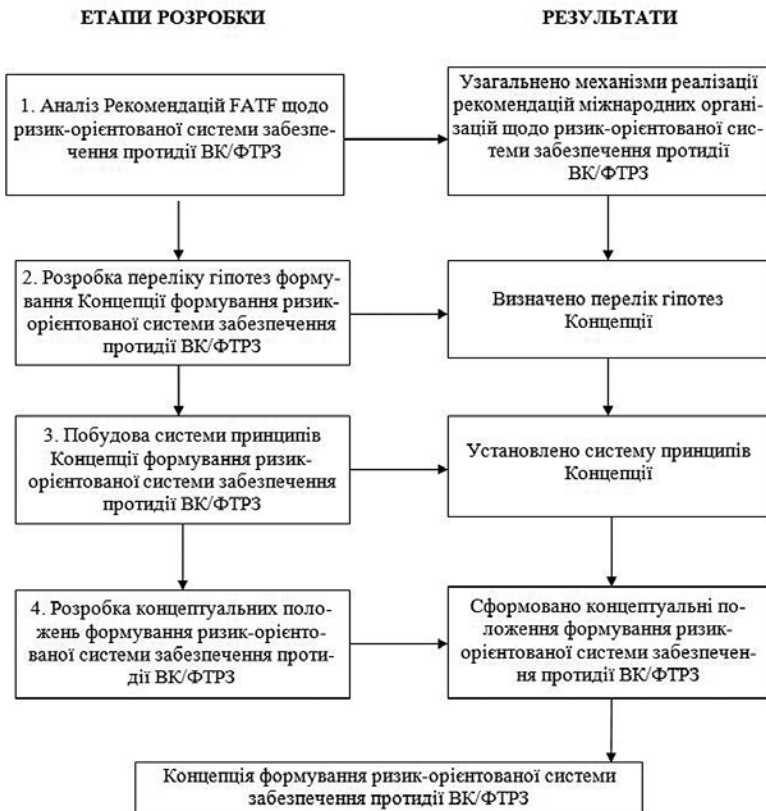 ЕТАПИ РОЗРОБКИ
РЕЗУЛЬТАТИ
1. Аналіз Рекомендацій FATF щодо
ризик-орієнтованої системи забезпе-
чення протидії ВК/ФТРЗ
Узагальнено механізми реалізації
рекомендацій міжнародних органі-
зацій щодо ризик-орієнтованої сис-
теми забезпечення протидії
ВК/ФТРЗ
2. Розробка переліку гіпотез форму-
вання Концепції формування ризик-
орієнтованої системи забезпечення
протидії ВК/ФТРЗ
Визначено перелік гіпотез
Концепції
3. Побудова системи принципів
Концепції формування ризик-
орієнтованої системи забезпечення
протидії ВК/ФТРЗ
Установлено систему принципів
Концепції
4. Розробка концептуальних поло-
жень формування ризик-орієнто-
ваної системи забезпечення проти-
дії ВК/ФТРЗ
Сформовано концептуальні по-
ложення формування ризик-
орієнтованої системи забезпечен-
ня протидії ВК/ФТРЗ
Концепція формування ризик-орієнтованої системи
забезпечення протидії ВК/ФТРЗ